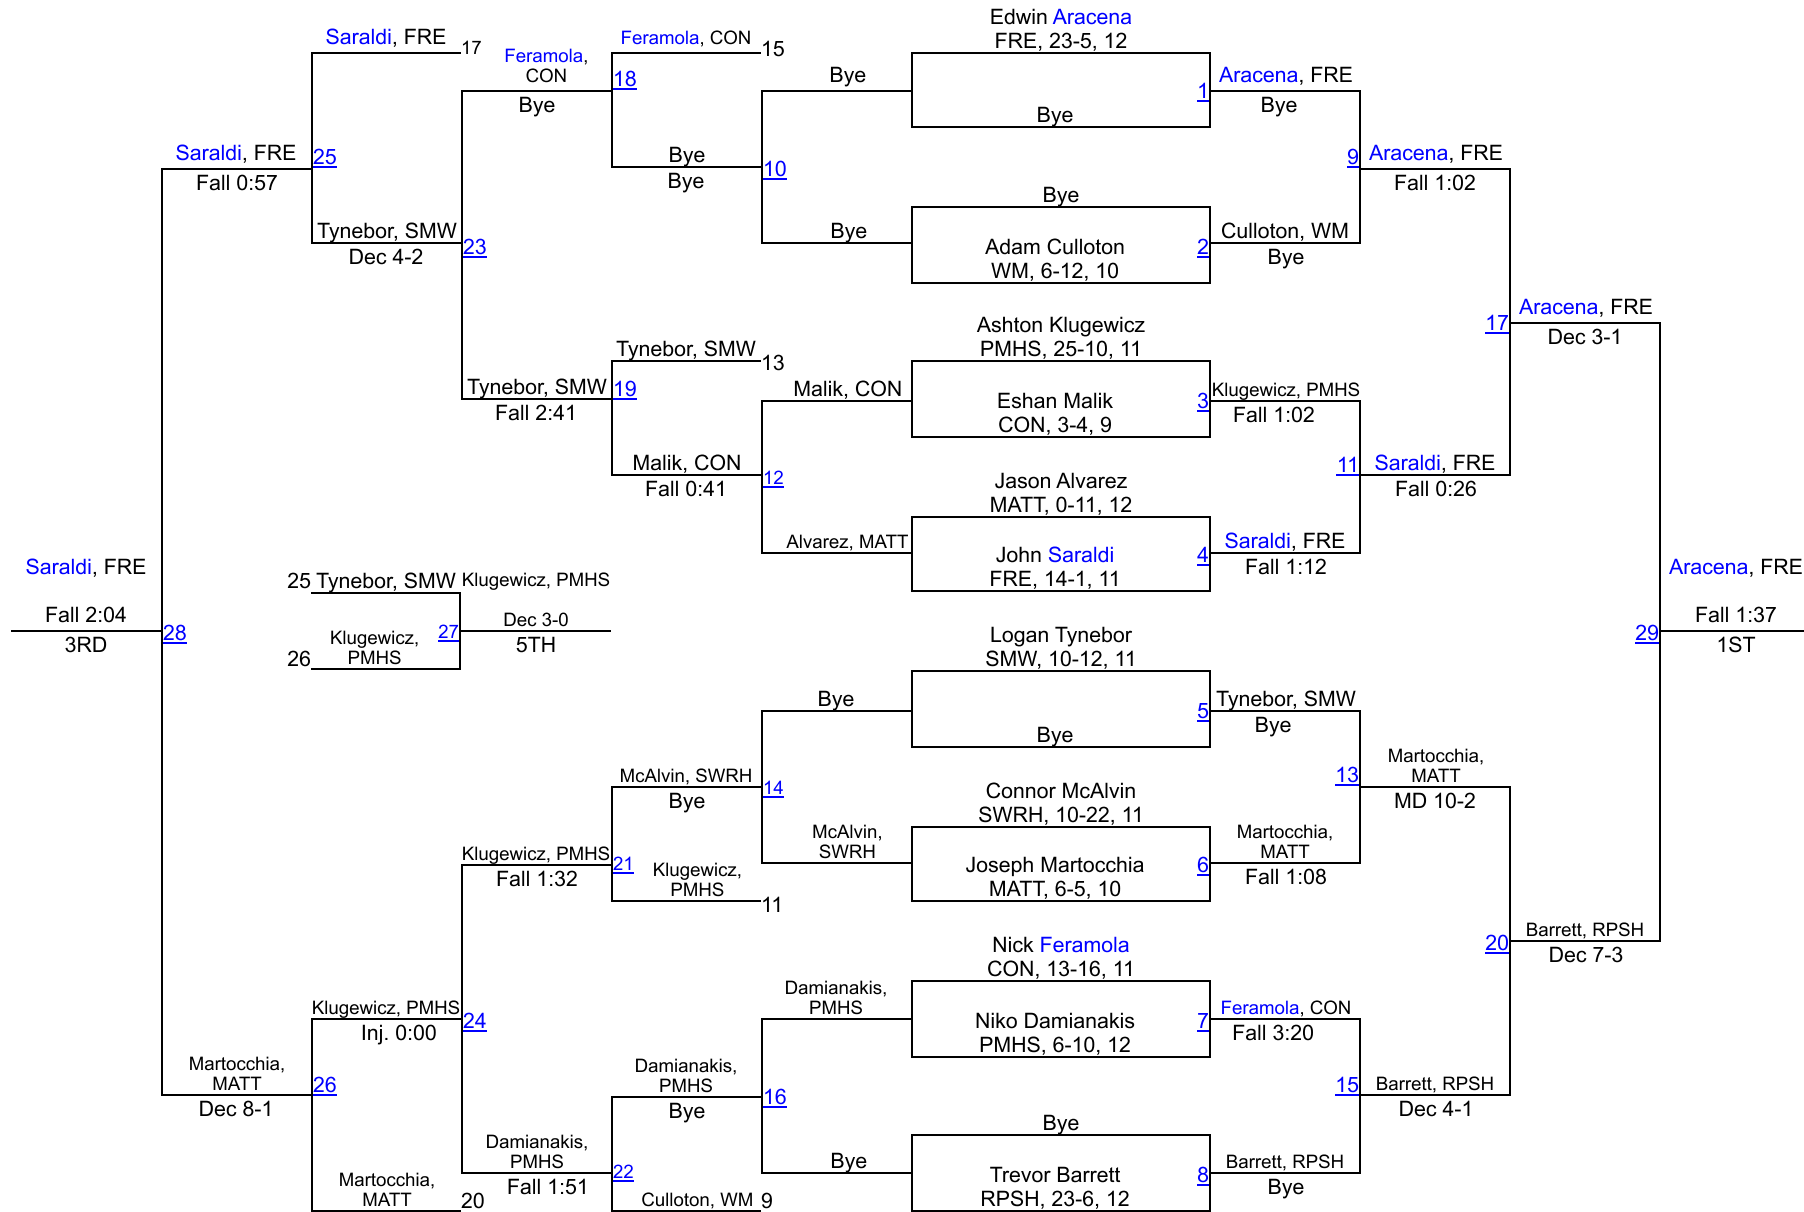 Edwin Aracena
FRE, 23-5, 12
Saraldi, FRE
17
Feramola, CON
15
Feramola,
CON
18
Bye
Bye
1
Aracena, FRE
Bye
Bye
Bye
Saraldi, FRE
25
Fall 0:57
Bye
10
Bye
9
Aracena, FRE
Fall 1:02
Bye
Tynebor, SMW
23
Dec 4-2
Bye
Adam Culloton
WM, 6-12, 10
2
Culloton, WM
Bye
Aracena, FRE
17
Dec 3-1
Ashton Klugewicz
PMHS, 25-10, 11
Tynebor, SMW
13
Tynebor, SMW
19
Fall 2:41
Malik, CON
Eshan Malik
CON, 3-4, 9
3
Klugewicz, PMHS
Fall 1:02
Malik, CON
12
Fall 0:41
11
Saraldi, FRE
Fall 0:26
Jason Alvarez
MATT, 0-11, 12
Alvarez, MATT
John Saraldi
FRE, 14-1, 11
4
Saraldi, FRE
Fall 1:12
Saraldi, FRE
Fall 2:04
28
3RD
25
Tynebor, SMW
Klugewicz, PMHS
Klugewicz,
PMHS
26
27
Dec 3-0
5TH
Aracena, FRE
29
Fall 1:37
1ST
Logan Tynebor
SMW, 10-12, 11
Bye
Bye
5
Tynebor, SMW
Bye
McAlvin, SWRH
14
Bye
13
Martocchia,
MATT
MD 10-2
Connor McAlvin
SWRH, 10-22, 11
McAlvin,
SWRH
Joseph Martocchia
MATT, 6-5, 10
6
Martocchia,
MATT
Fall 1:08
Klugewicz, PMHS
21
Fall 1:32
Klugewicz,
PMHS
11
20
Barrett, RPSH
Dec 7-3
Nick Feramola
CON, 13-16, 11
Damianakis,
PMHS
Niko Damianakis
PMHS, 6-10, 12
7
Feramola, CON
Fall 3:20
Klugewicz, PMHS
24
Inj. 0:00
Martocchia,
MATT
26
Dec 8-1
Damianakis,
PMHS
16
Bye
15
Barrett, RPSH
Dec 4-1
Bye
Bye
Trevor Barrett
RPSH, 23-6, 12
8
Barrett, RPSH
Bye
Damianakis,
PMHS
22
Fall 1:51
Martocchia,
MATT
20
Culloton, WM
9